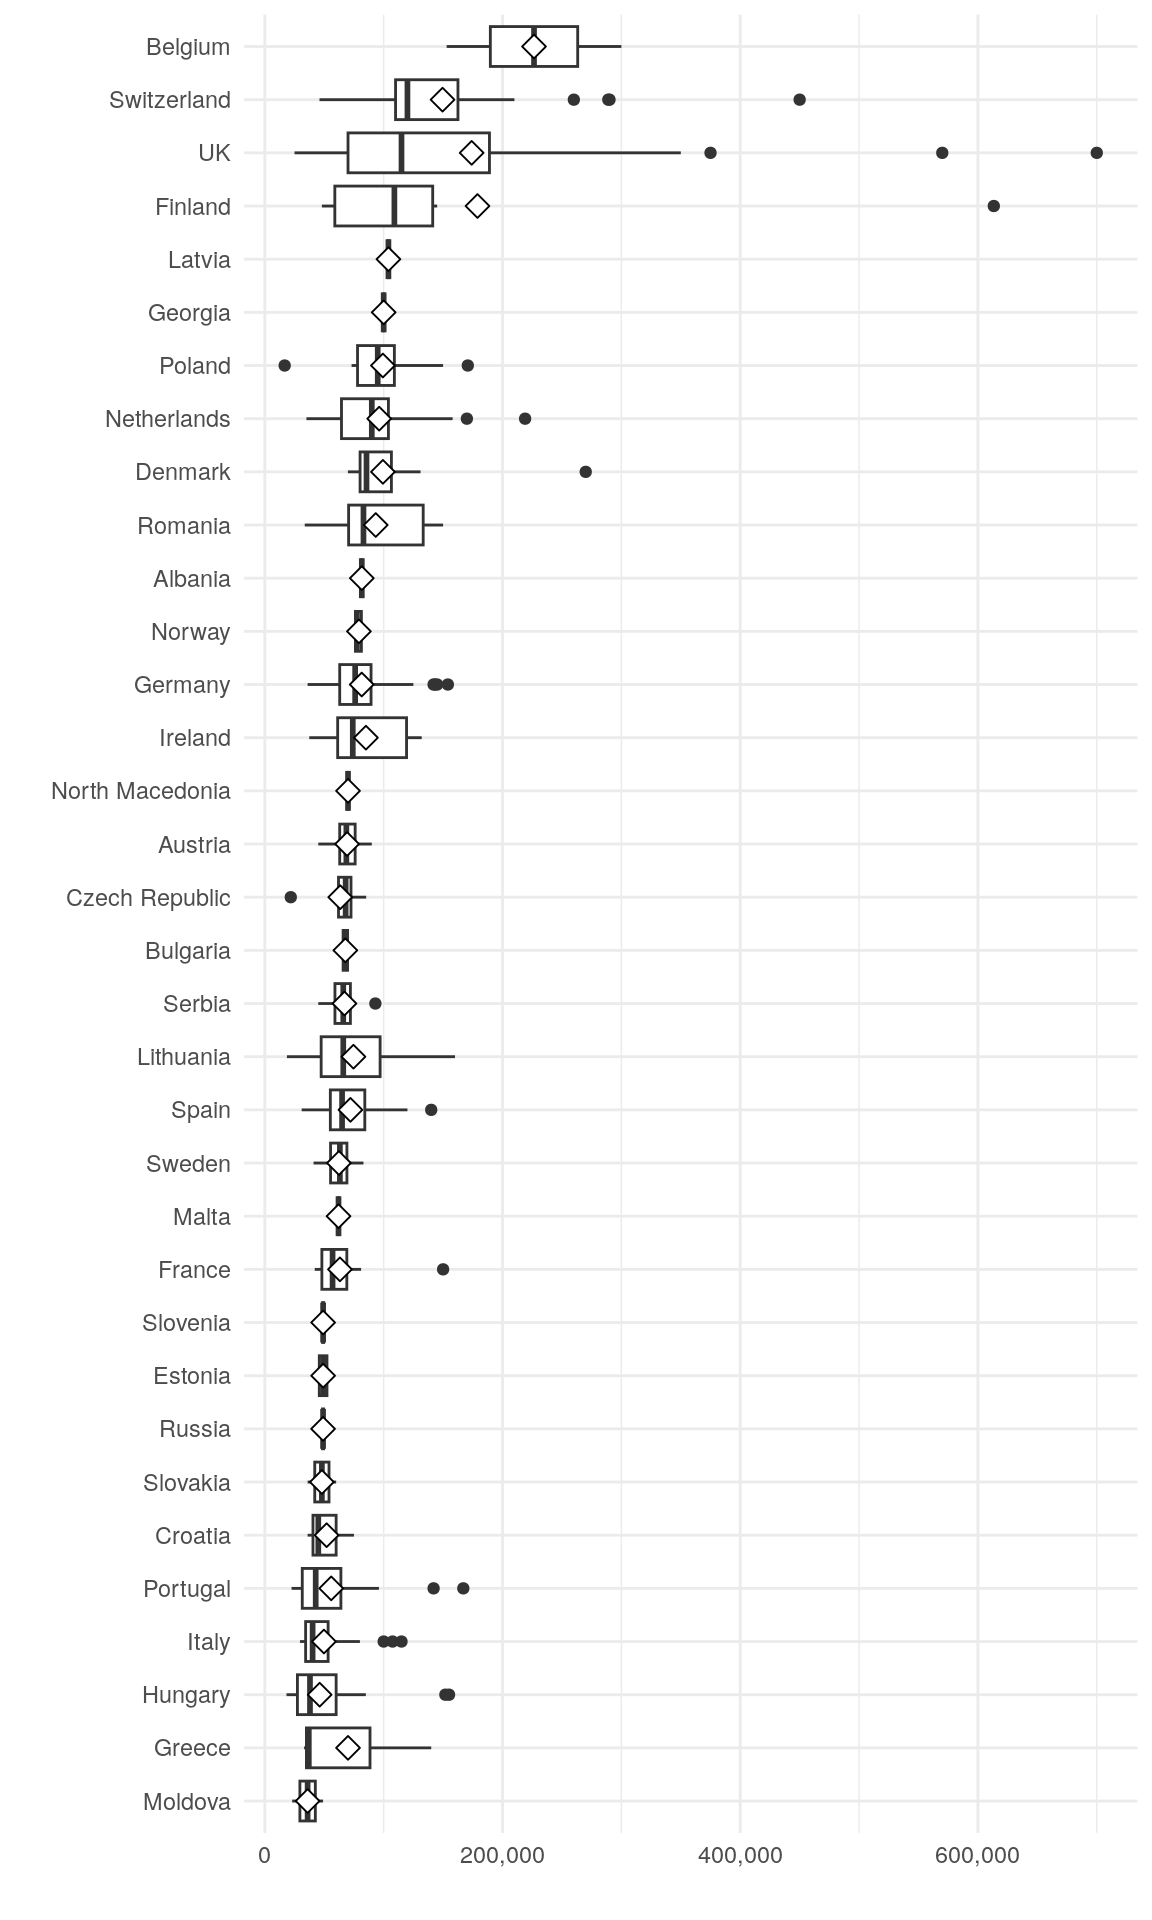 Belgium
Switzerland
UK
Finland
Latvia
Georgia
Poland
Netherlands
Denmark
Romania
Albania
Norway
Germany
Ireland
North Macedonia
Austria
Czech Republic
Bulgaria
Serbia
Lithuania
Spain
Sweden
Malta
France
Slovenia
Estonia
Russia
Slovakia
Croatia
Portugal
Italy
Hungary
Greece
Moldova
0 200,000 400,000 600,000